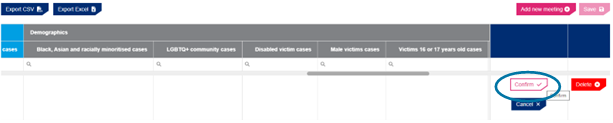 Export CSV
Export Excel
Add new meeting
Save
Demographics
cases
Black, Asian and racially minoritised cases
LGBTQ+ community cases
Disabled victim cases
Male victims cases
Victims 16 or 17 years old cases
Confirm
Delete
Confirm
Cancel